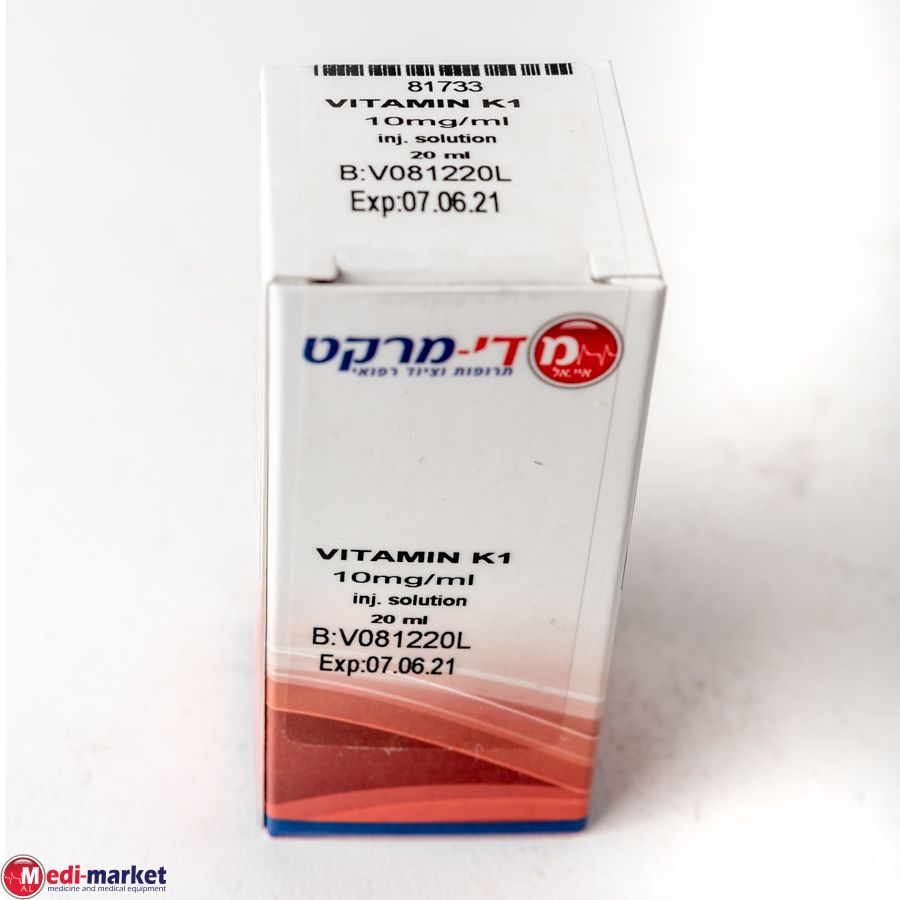 81733
VITAMIN K1
10mg/ml
inj. solution
20 ml
B:V081220L
Exp:07.06.21
מדי-מרקט
איי.אל
תרופות וציוד רפואי
VITAMIN K1
10mg/ml
inj. solution
20 ml
B:V081220L
Exp:07.06.21
Medi-market
A.L
medicine and medical equipment